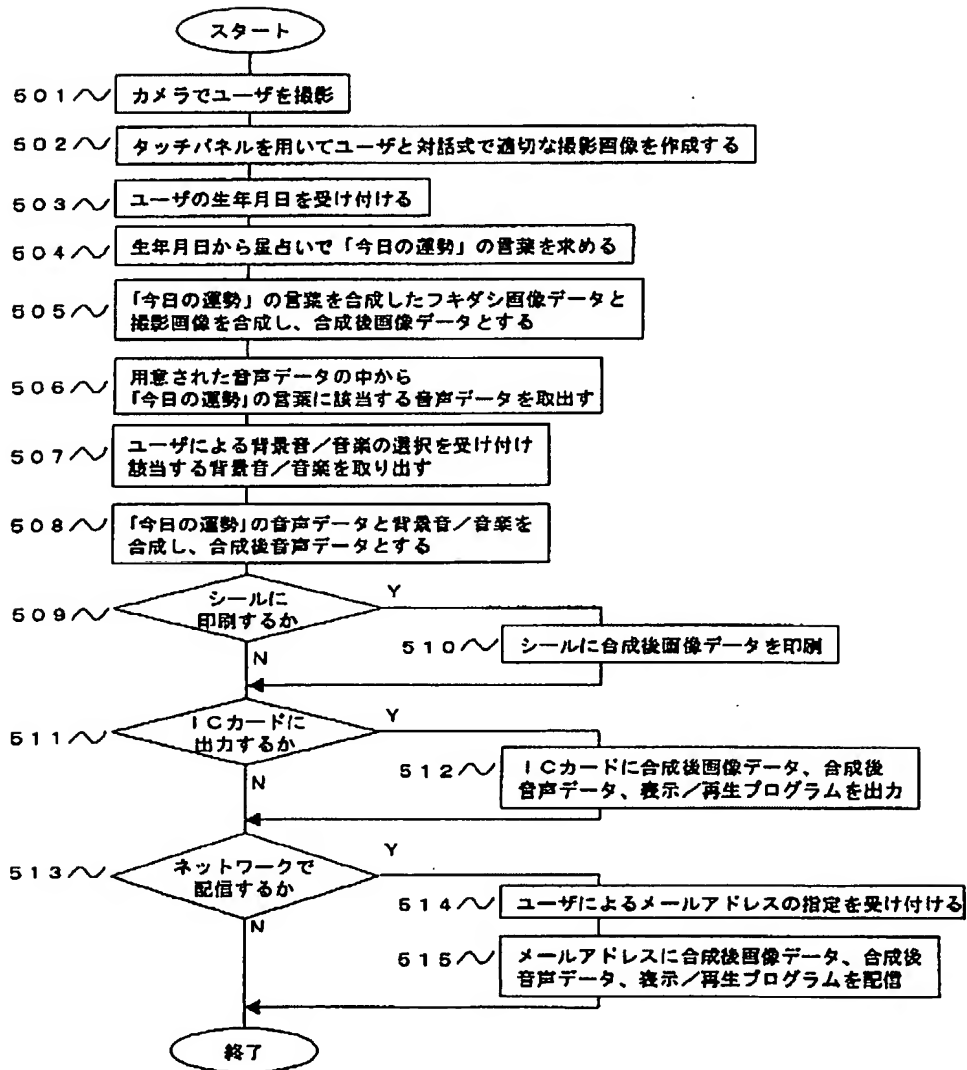 スタート
501 カメラでユーザを撮影
502 タッチパネルを用いてユーザと対話式で適切な撮影画像を作成する
503 ユーザの生年月日を受け付ける
504 生年月日から星占いで「今日の運勢」の言葉を求める
505 「今日の運勢」の言葉を合成したフキダシ画像データと
撮影画像を合成し、合成後画像データとする
506 用意された音声データの中から
「今日の運勢」の言葉に該当する音声データを取出す
507 ユーザによる背景音/音楽の選択を受け付け
該当する背景音/音楽を取り出す
508 「今日の運勢」の音声データと背景音/音楽を
合成し、合成後音声データとする
509 シールに
印刷するか
Y
N
510 シールに合成後画像データを印刷
511 ICカードに
出力するか
Y
N
512 ICカードに合成後画像データ、合成後
音声データ、表示/再生プログラムを出力
513 ネットワークで
配信するか
Y
N
514 ユーザによるメールアドレスの指定を受け付ける
515 メールアドレスに合成後画像データ、合成後
音声データ、表示/再生プログラムを配信
終了